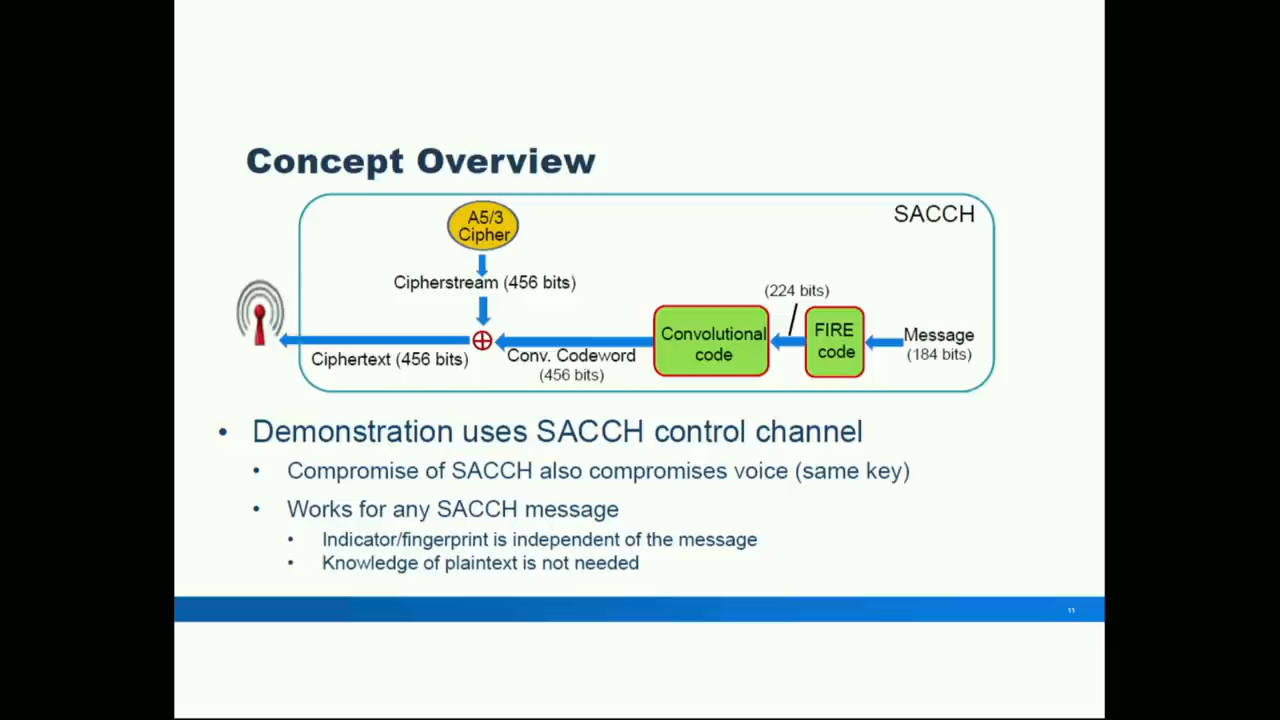 Concept Overview
SACCH
A5/3
Cipher
Cipherstream (456 bits)
(224 bits)
Convolutional
code
FIRE
code
Message
(184 bits)
Ciphertext (456 bits)
Conv. Codeword
(456 bits)
• Demonstration uses SACCH control channel
• Compromise of SACCH also compromises voice (same key)
• Works for any SACCH message
• Indicator/fingerprint is independent of the message
• Knowledge of plaintext is not needed
11